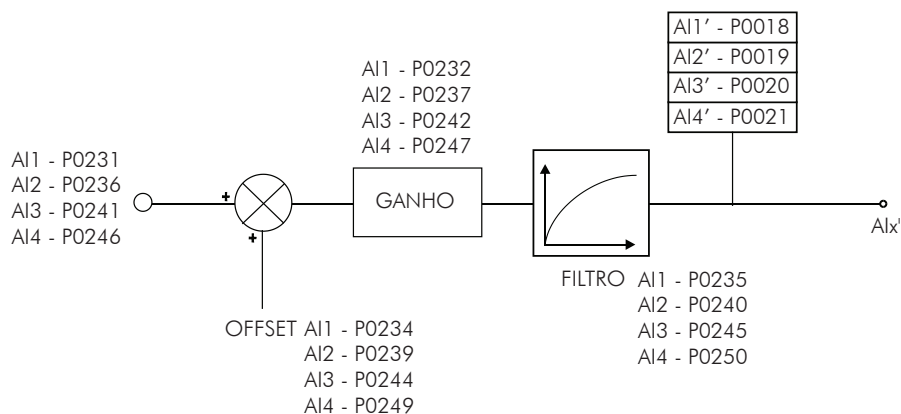 AI1' - P0018
AI2' - P0019
AI3' - P0020
AI4' - P0021
AI1 - P0232
AI2 - P0237
AI3 - P0242
AI4 - P0247
AI1 - P0231
AI2 - P0236
AI3 - P0241
AI4 - P0246
+
+
GANHO
AIx'
FILTRO AI1 - P0235
AI2 - P0240
AI3 - P0245
AI4 - P0250
OFFSET AI1 - P0234
AI2 - P0239
AI3 - P0244
AI4 - P0249